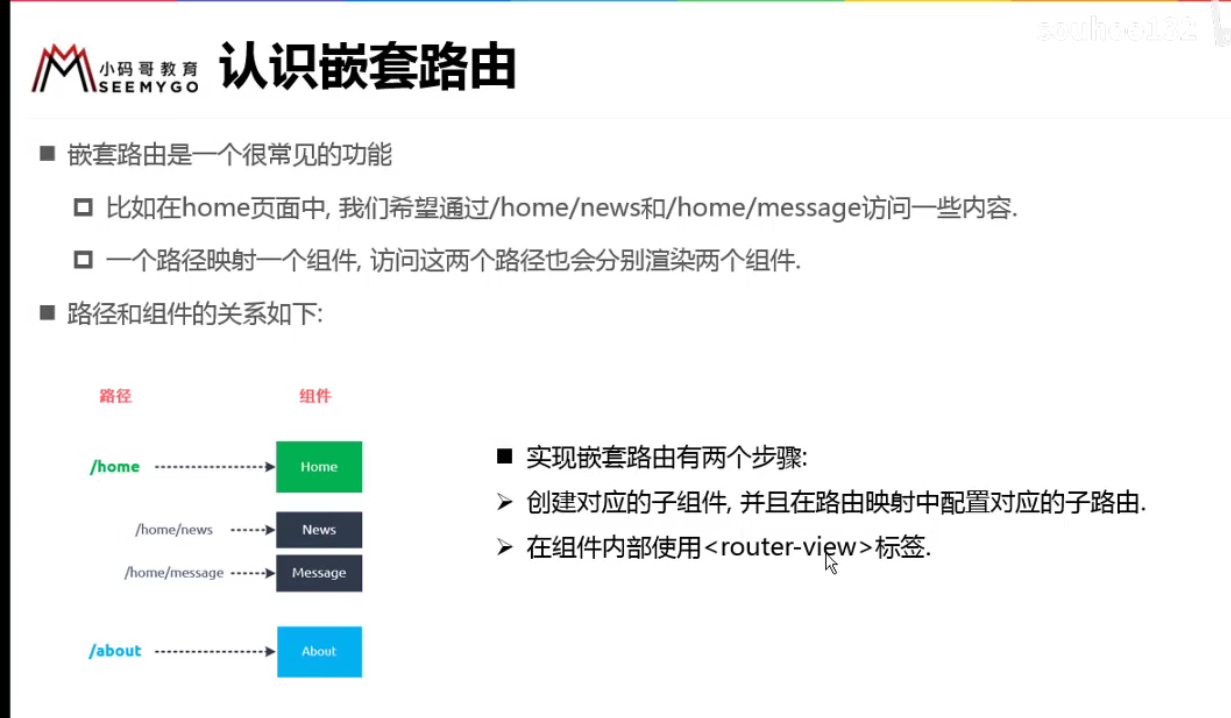 souhoo132
小码哥教育
SEEMYGO
认识嵌套路由
嵌套路由是一个很常见的功能
比如在home页面中, 我们希望通过/home/news和/home/message访问一些内容.
一个路径映射一个组件, 访问这两个路径也会分别渲染两个组件.
路径和组件的关系如下:
路径 组件
/home Home
/home/news News
/home/message Message
/about About
实现嵌套路由有两个步骤:
创建对应的子组件, 并且在路由映射中配置对应的子路由.
在组件内部使用<router-view>标签.